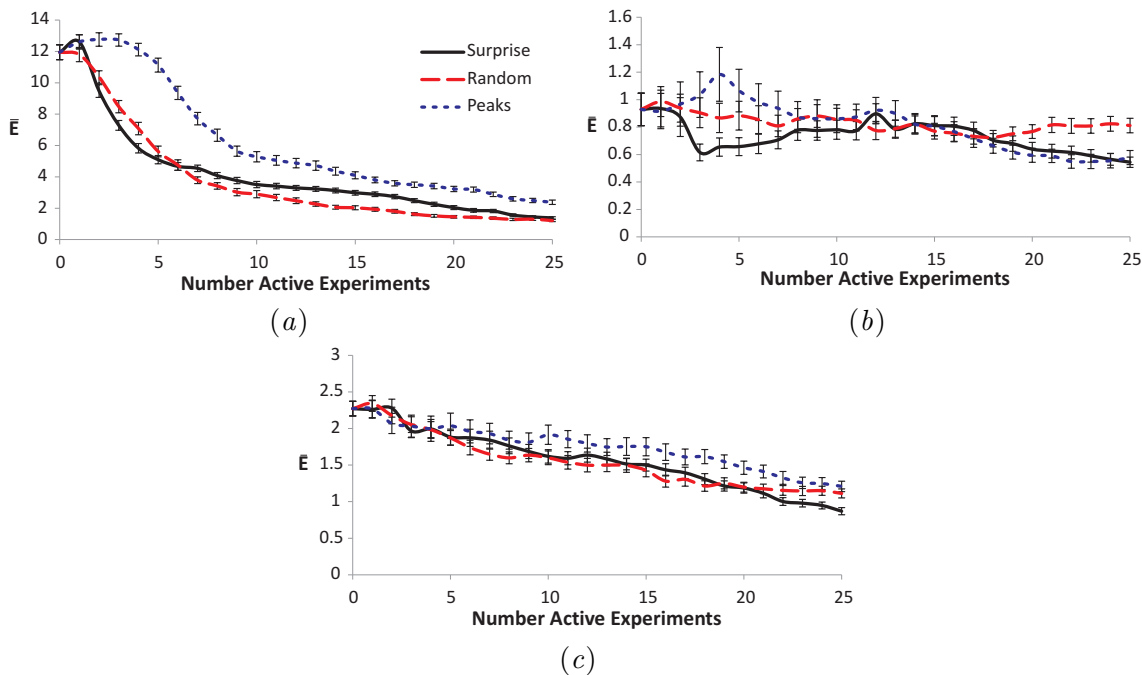 14
12
10
8
6
4
2
0
Ē
0 5 10 15 20 25
Number Active Experiments
Surprise
Random
Peaks
(a)
1.6
1.4
1.2
1
0.8
0.6
0.4
0.2
0
Ē
0 5 10 15 20 25
Number Active Experiments
(b)
3
2.5
2
1.5
1
0.5
0
Ē
0 5 10 15 20 25
Number Active Experiments
(c)